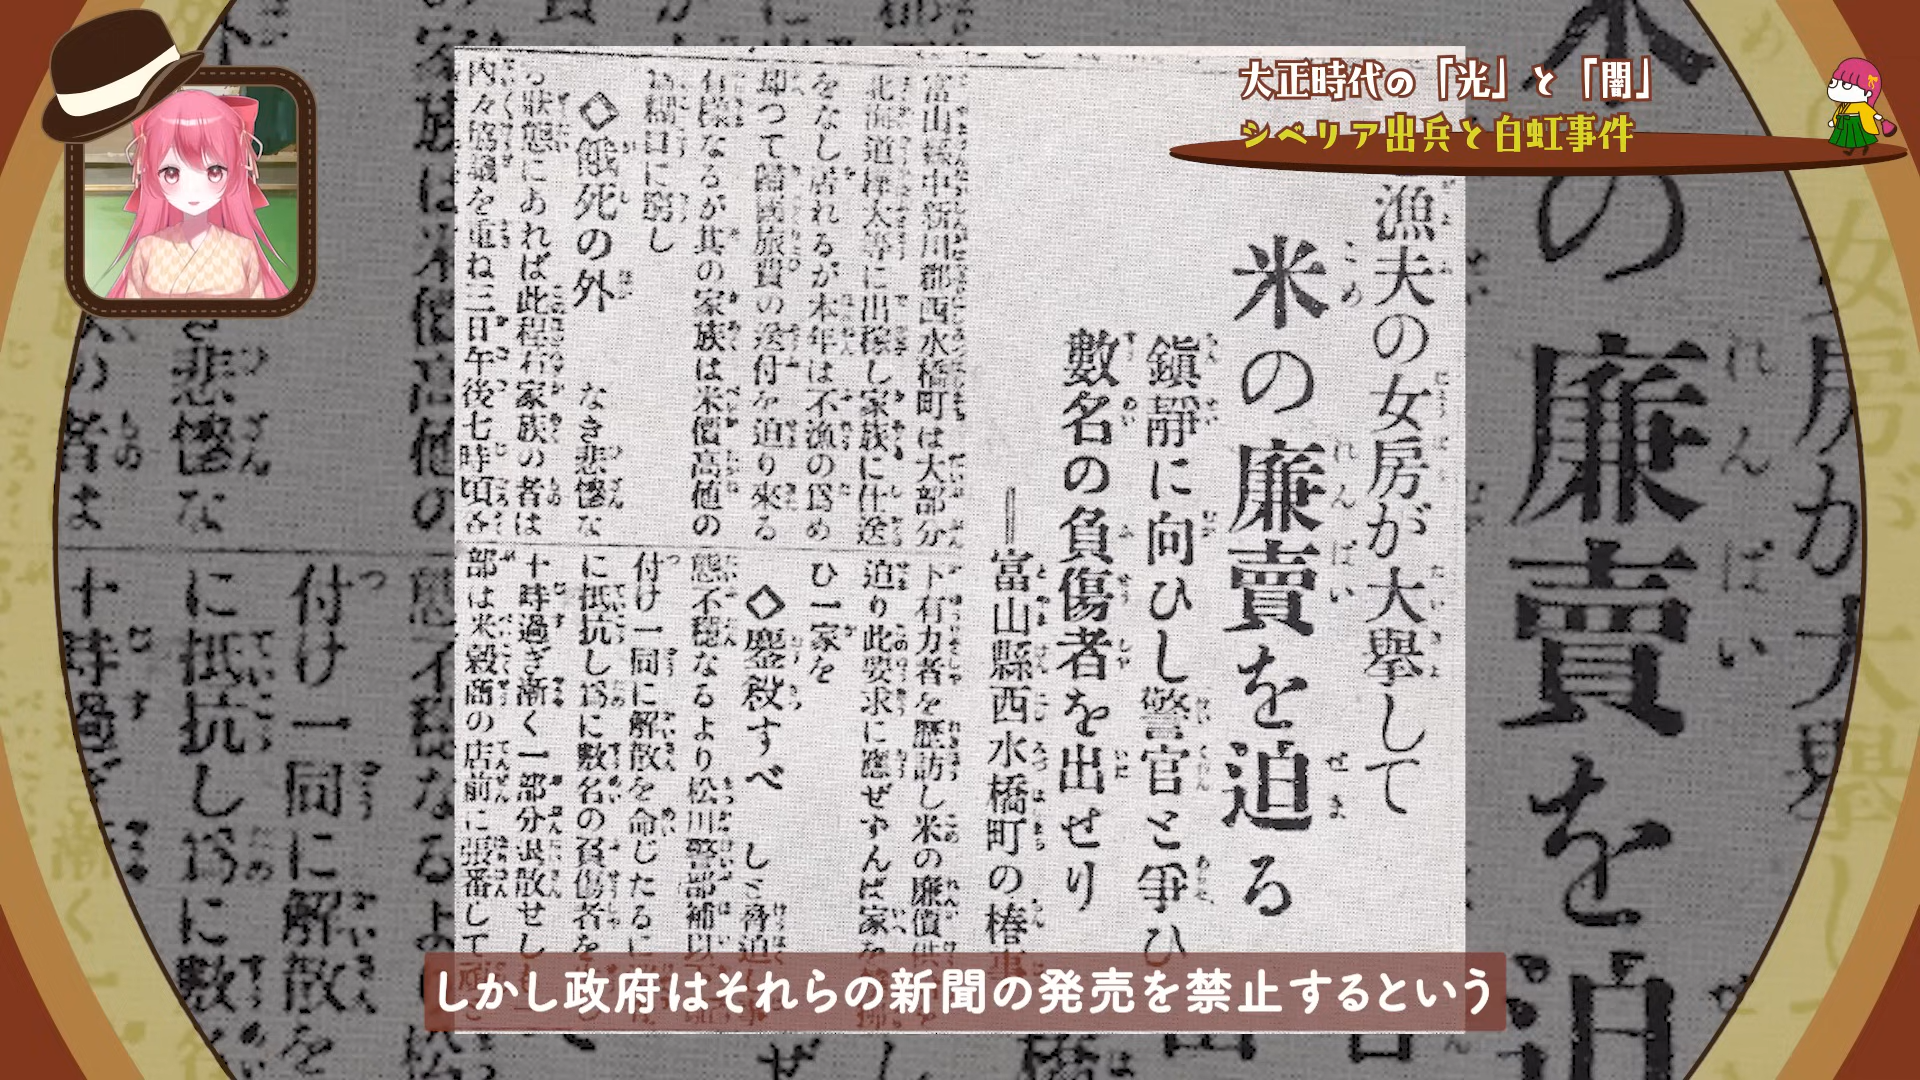 大正時代の「光」と「闇」
シベリア出兵と白虹事件
漁夫の女房が大擧して
米の廉賣を迫る
鎭靜に向ひし警官と爭ひ
數名の負傷者を出せり
富山縣西水橋町の椿事
富山縣中新川郡西水橋町は大部分
北海道樺太等に出稼し家族に仕送
をなし居れるが本年は不漁の爲め
却つて歸國旅費の送付を迫り來る
有樣なるが其の家族は米價高値の
爲糊口に窮し
◇餓死の外
なき悲慘な
る狀態にあれば此程來家族の者は
内々協議を重ね三日午後七時頃
有力者を歷訪し米の廉價
迫り此要求に應ぜずんば家を
ひ一家を
◇鏖殺すべ
しと脅迫
態不穩なるより松川警部補以
付け一同に解散を命じたるに
に抵抗し爲に數名の負傷者を
十時過ぎ漸く一部分退散せし
部は米穀商の店前に張番して
しかし政府はそれらの新聞の発売を禁止するという